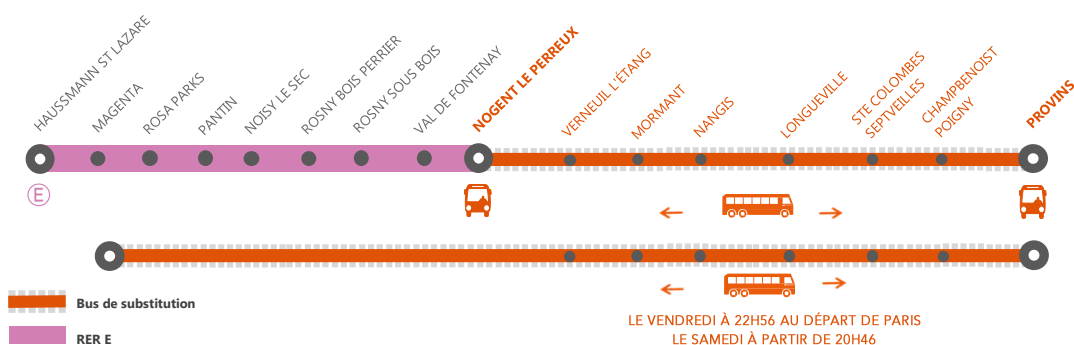 HAUSSMANN ST LAZARE
MAGENTA
ROSA PARKS
PANTIN
NOISY LE SEC
ROSNY BOIS PERRIER
ROSNY SOUS BOIS
VAL DE FONTENAY
NOGENT LE PERREUX
VERNEUIL L'ÉTANG
MORMANT
NANGIS
LONGUEVILLE
STE COLOMBES
SEPTVEILLES
CHAMPBENOIST
POIGNY
PROVINS
E
Bus de substitution
RER E
LE VENDREDI À 22H56 AU DÉPART DE PARIS
LE SAMEDI À PARTIR DE 20H46